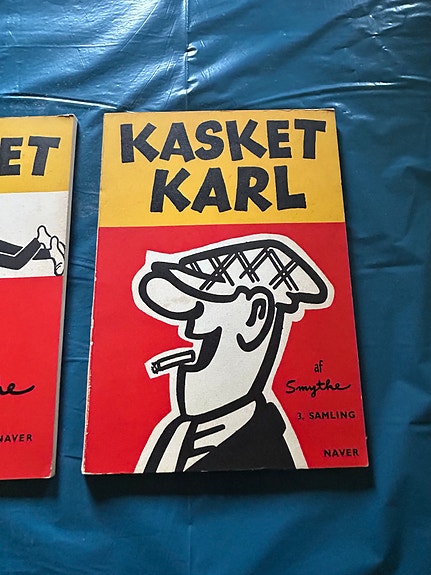 ET
NAVER
KASKET
KARL
af
Smythe
3. SAMLING
NAVER